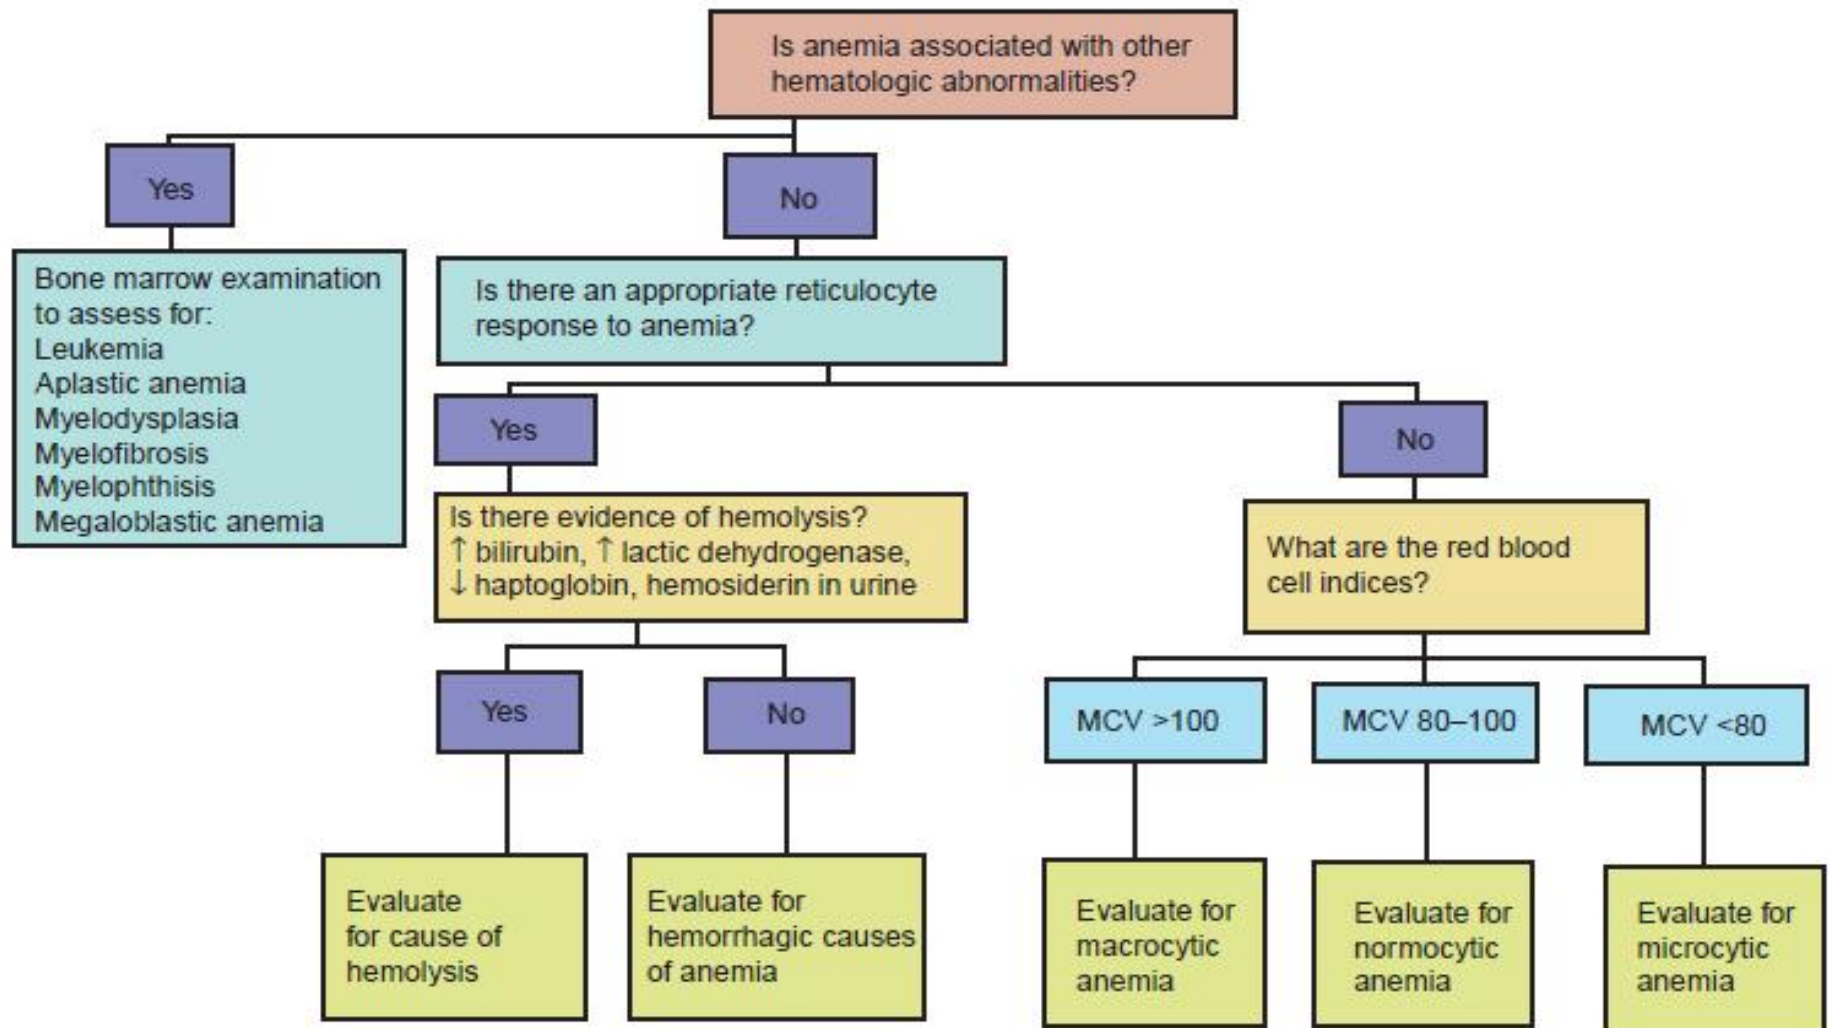 Is anemia associated with other
hematologic abnormalities?
Yes
No
Bone marrow examination
to assess for:
Leukemia
Aplastic anemia
Myelodysplasia
Myelofibrosis
Myelophthisis
Megaloblastic anemia
Is there an appropriate reticulocyte
response to anemia?
Yes
No
Is there evidence of hemolysis?
↑ bilirubin, ↑ lactic dehydrogenase,
↓ haptoglobin, hemosiderin in urine
What are the red blood
cell indices?
Yes
No
MCV >100
MCV 80–100
MCV <80
Evaluate
for cause of
hemolysis
Evaluate for
hemorrhagic causes
of anemia
Evaluate for
macrocytic
anemia
Evaluate for
normocytic
anemia
Evaluate for
microcytic
anemia